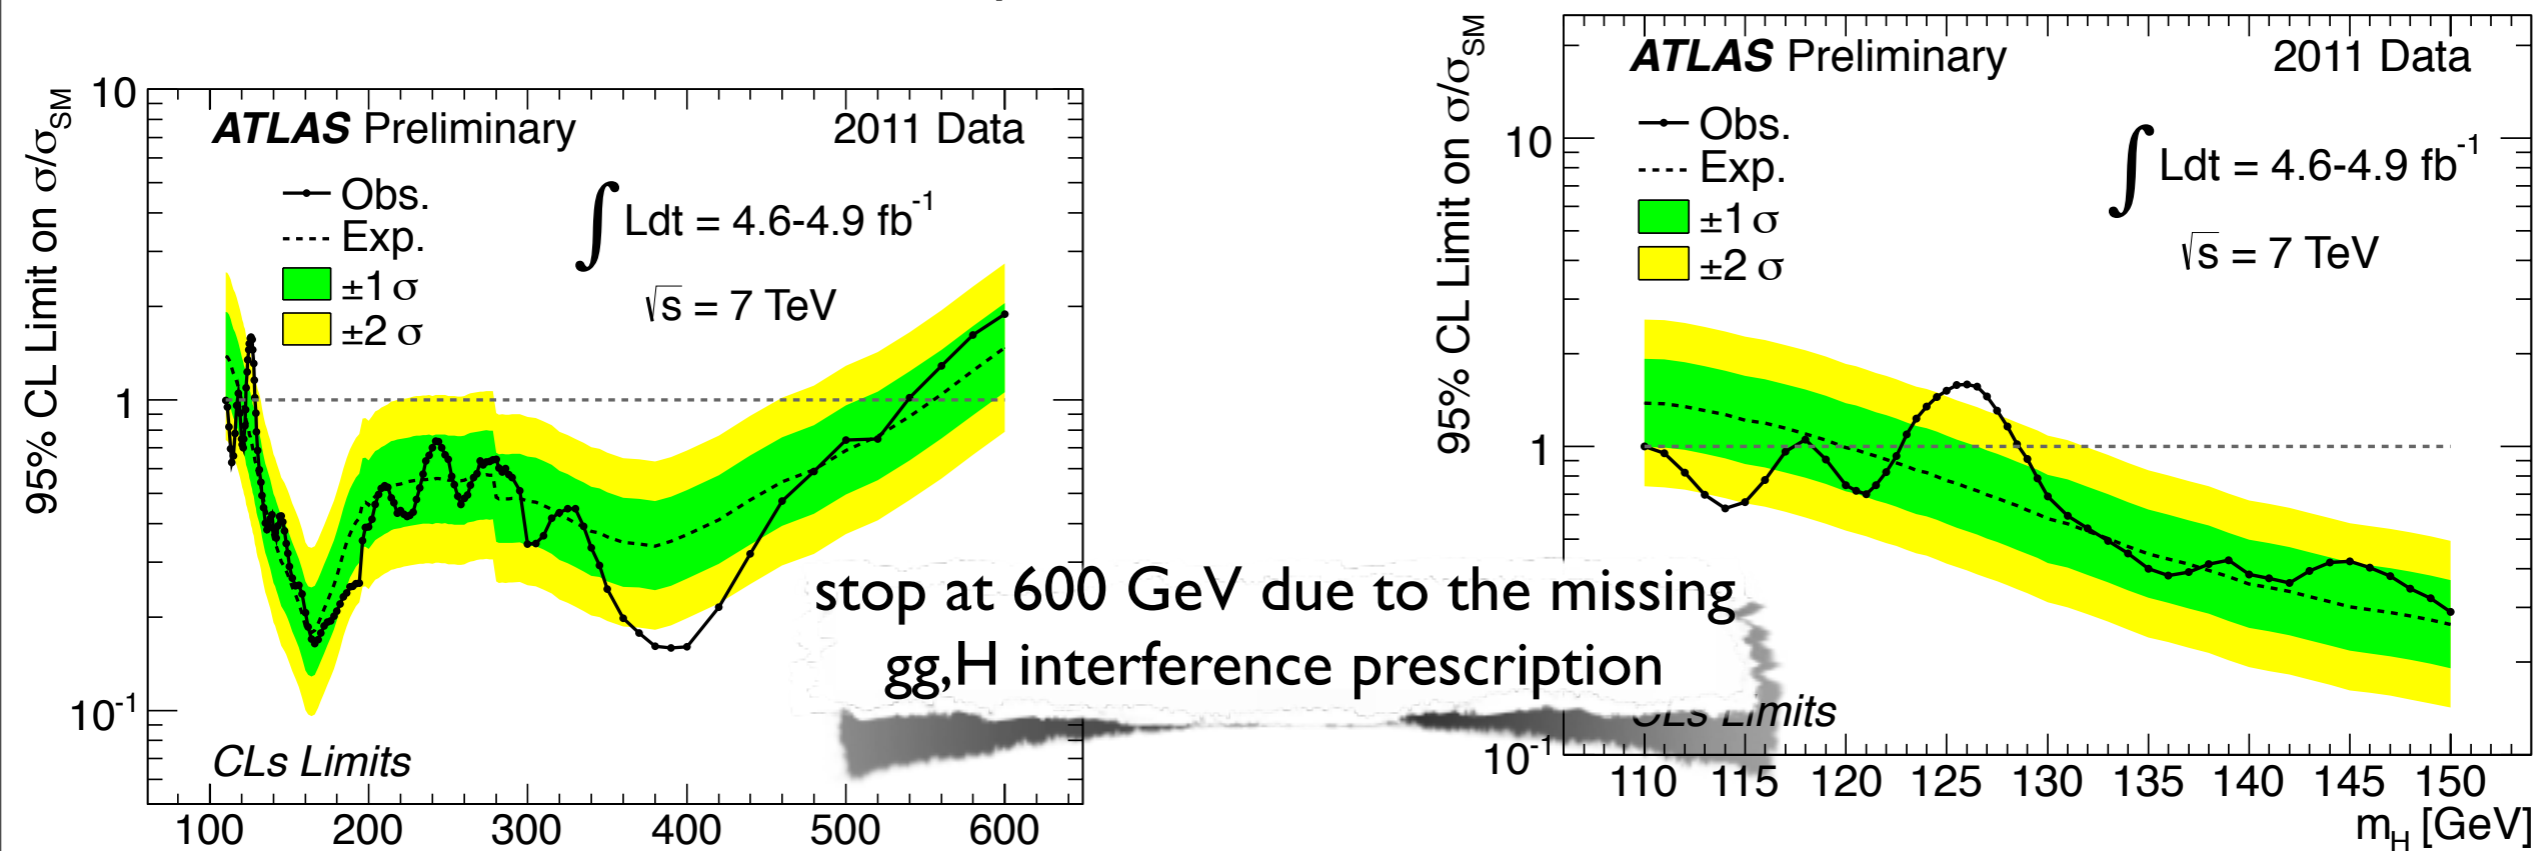 95% CL Limit on σ/σSM
10
1
10-1
ATLAS Preliminary
2011 Data
Obs.
Exp.
±1 σ
±2 σ
∫ Ldt = 4.6-4.9 fb-1
√s = 7 TeV
CLs Limits
100 200 300 400 500 600
95% CL Limit on σ/σSM
10
1
10-1
ATLAS Preliminary
2011 Data
Obs.
Exp.
±1 σ
±2 σ
∫ Ldt = 4.6-4.9 fb-1
√s = 7 TeV
CLs Limits
110 115 120 125 130 135 140 145 150
mH [GeV]
stop at 600 GeV due to the missing
gg,H interference prescription